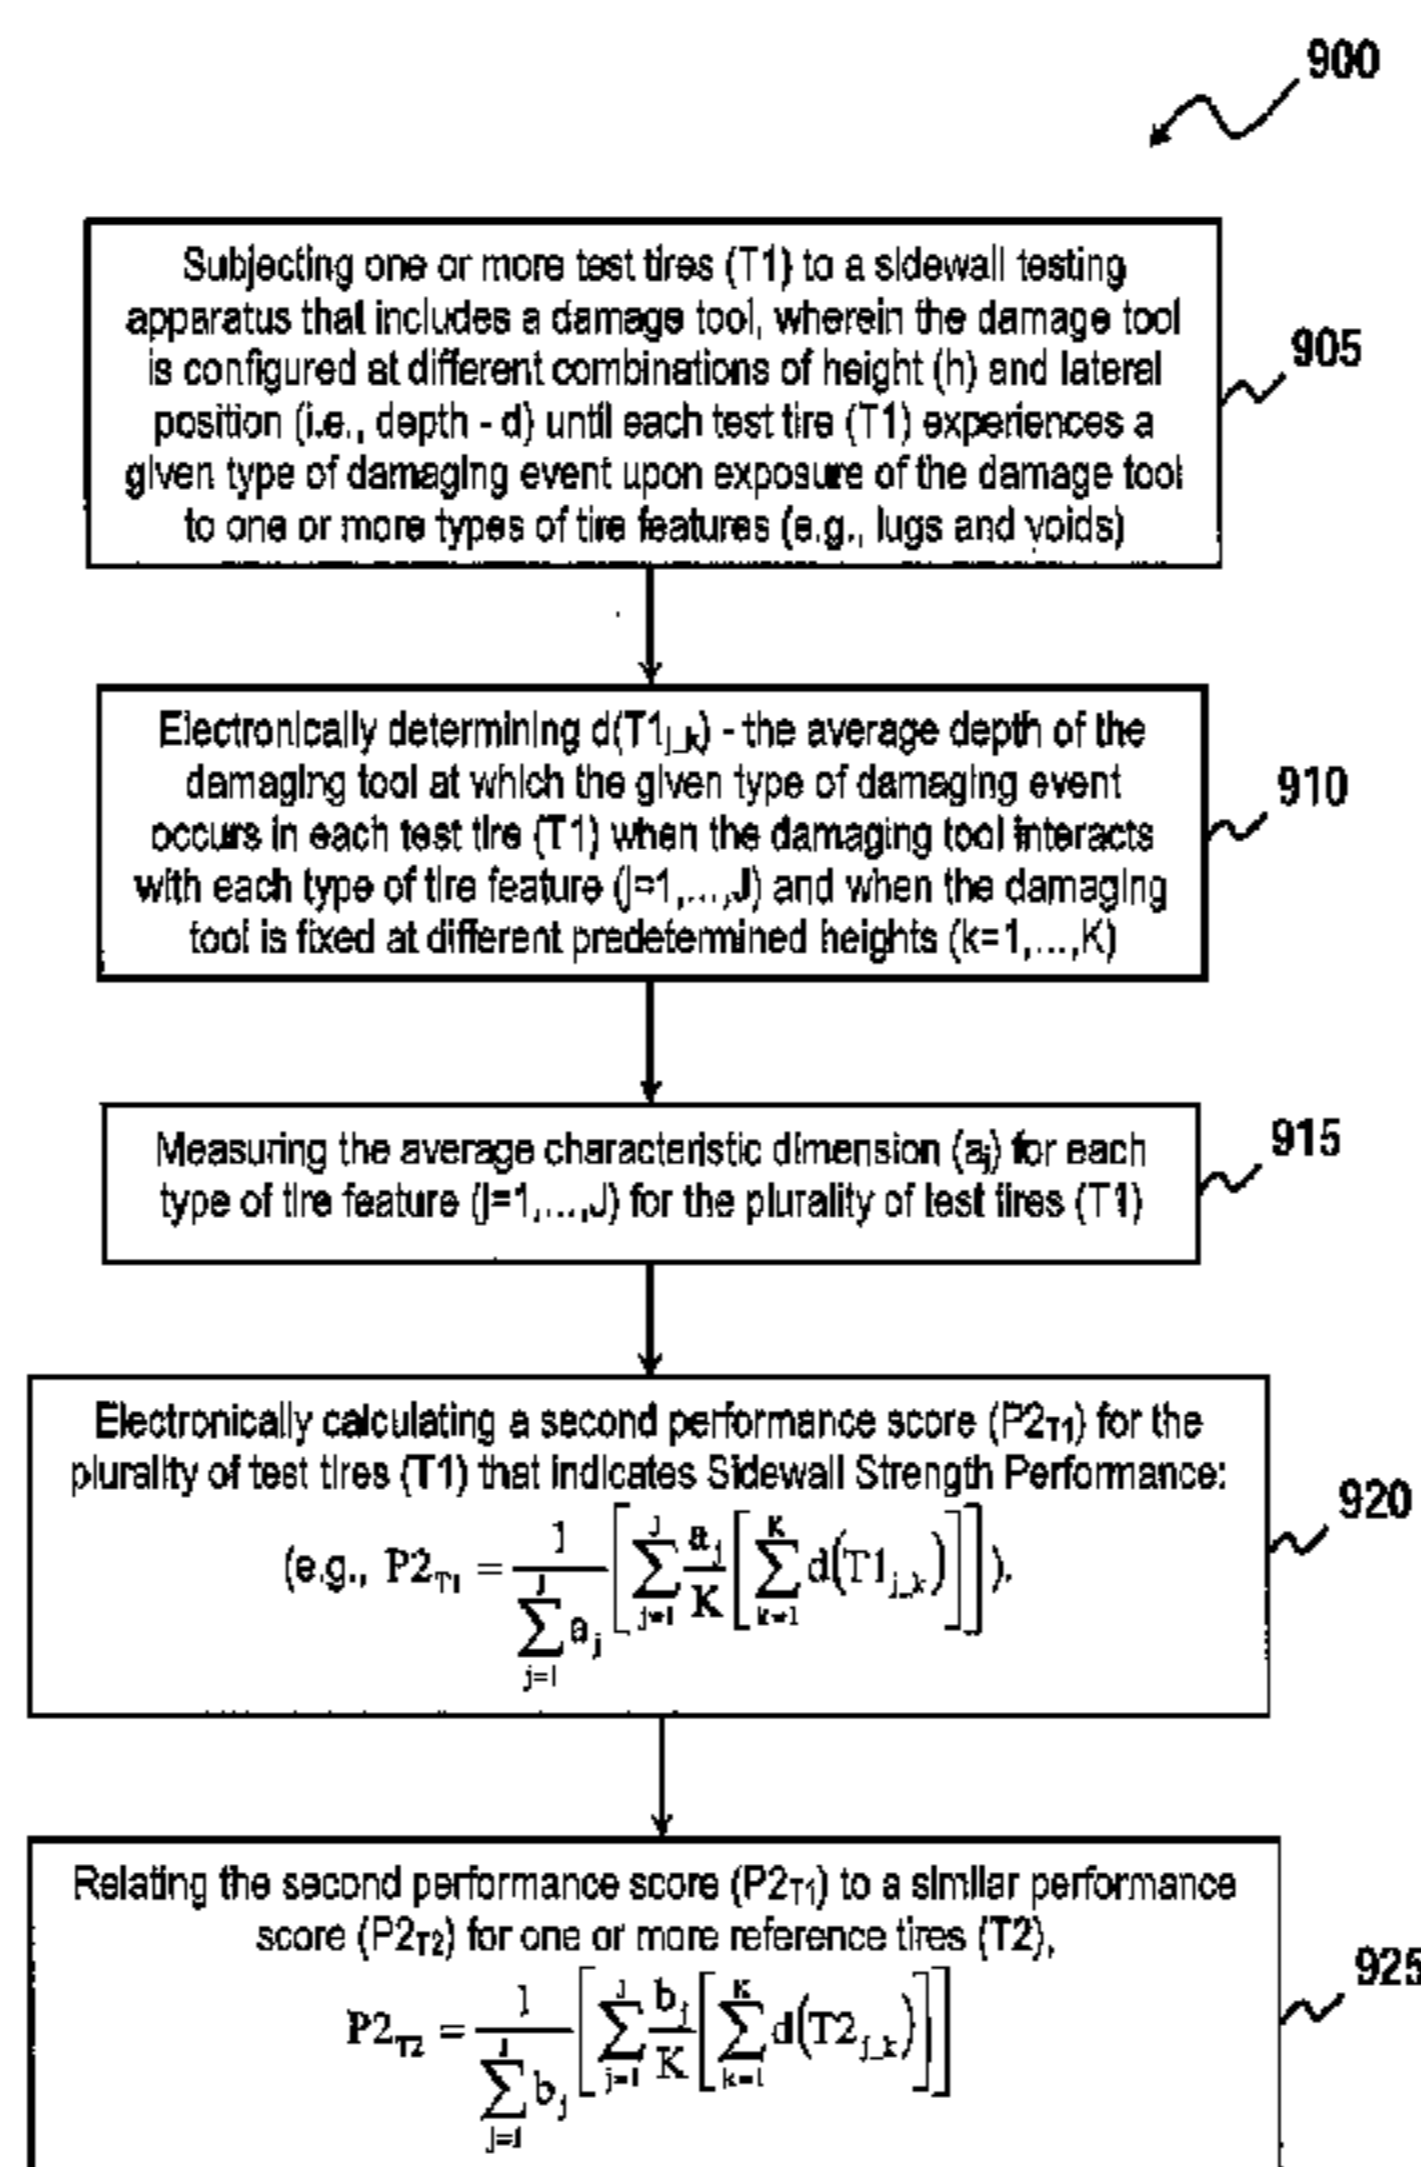 900
Subjecting one or more test tires (T1) to a sidewall testing
apparatus that includes a damage tool, wherein the damage tool
is configured at different combinations of height (h) and lateral
position (i.e., depth - d) until each test tire (T1) experiences a
given type of damaging event upon exposure of the damage tool
to one or more types of tire features (e.g., lugs and voids)
905
Electronically determining d(T1j_k) - the average depth of the
damaging tool at which the given type of damaging event
occurs in each test tire (T1) when the damaging tool interacts
with each type of tire feature (j=1,...,J) and when the damaging
tool is fixed at different predetermined heights (k=1,...,K)
910
Measuring the average characteristic dimension (aj) for each
type of tire feature (j=1,...,J) for the plurality of test tires (T1)
915
Electronically calculating a second performance score (P2T1) for the
plurality of test tires (T1) that indicates Sidewall Strength Performance:
(e.g., P2T1 = 1 / ∑j=1J aj [ ∑j=1J aj/K [ ∑k=1K d(T1j_k) ] ] ).
920
Relating the second performance score (P2T1) to a similar performance
score (P2T2) for one or more reference tires (T2),
P2T2 = 1 / ∑j=1J bj [ ∑j=1J bj/K [ ∑k=1K d(T2j_k) ] ]
925